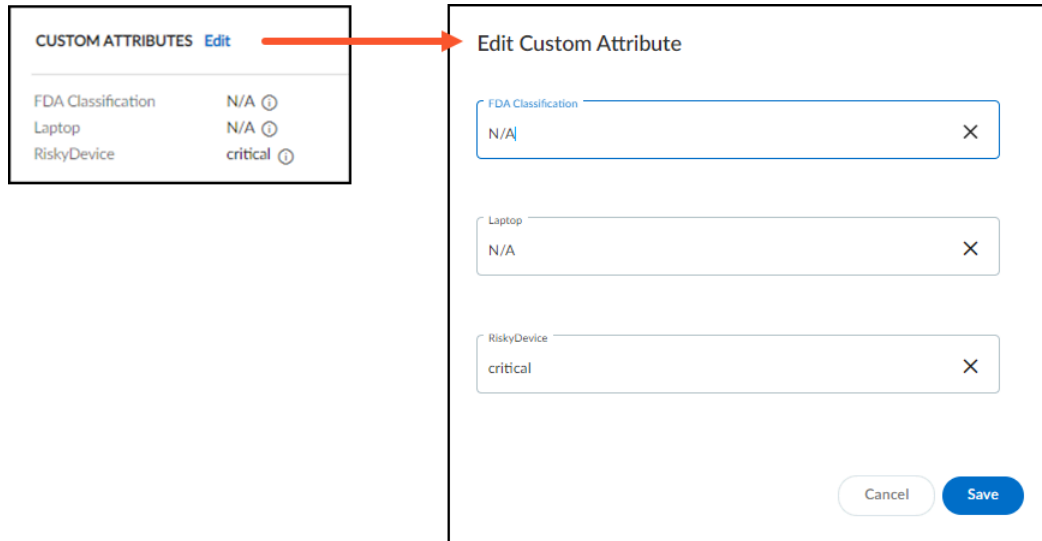 CUSTOM ATTRIBUTES Edit
FDA Classification N/A
Laptop N/A
RiskyDevice critical
Edit Custom Attribute
FDA Classification
N/A
Laptop
N/A
RiskyDevice
critical
Cancel Save